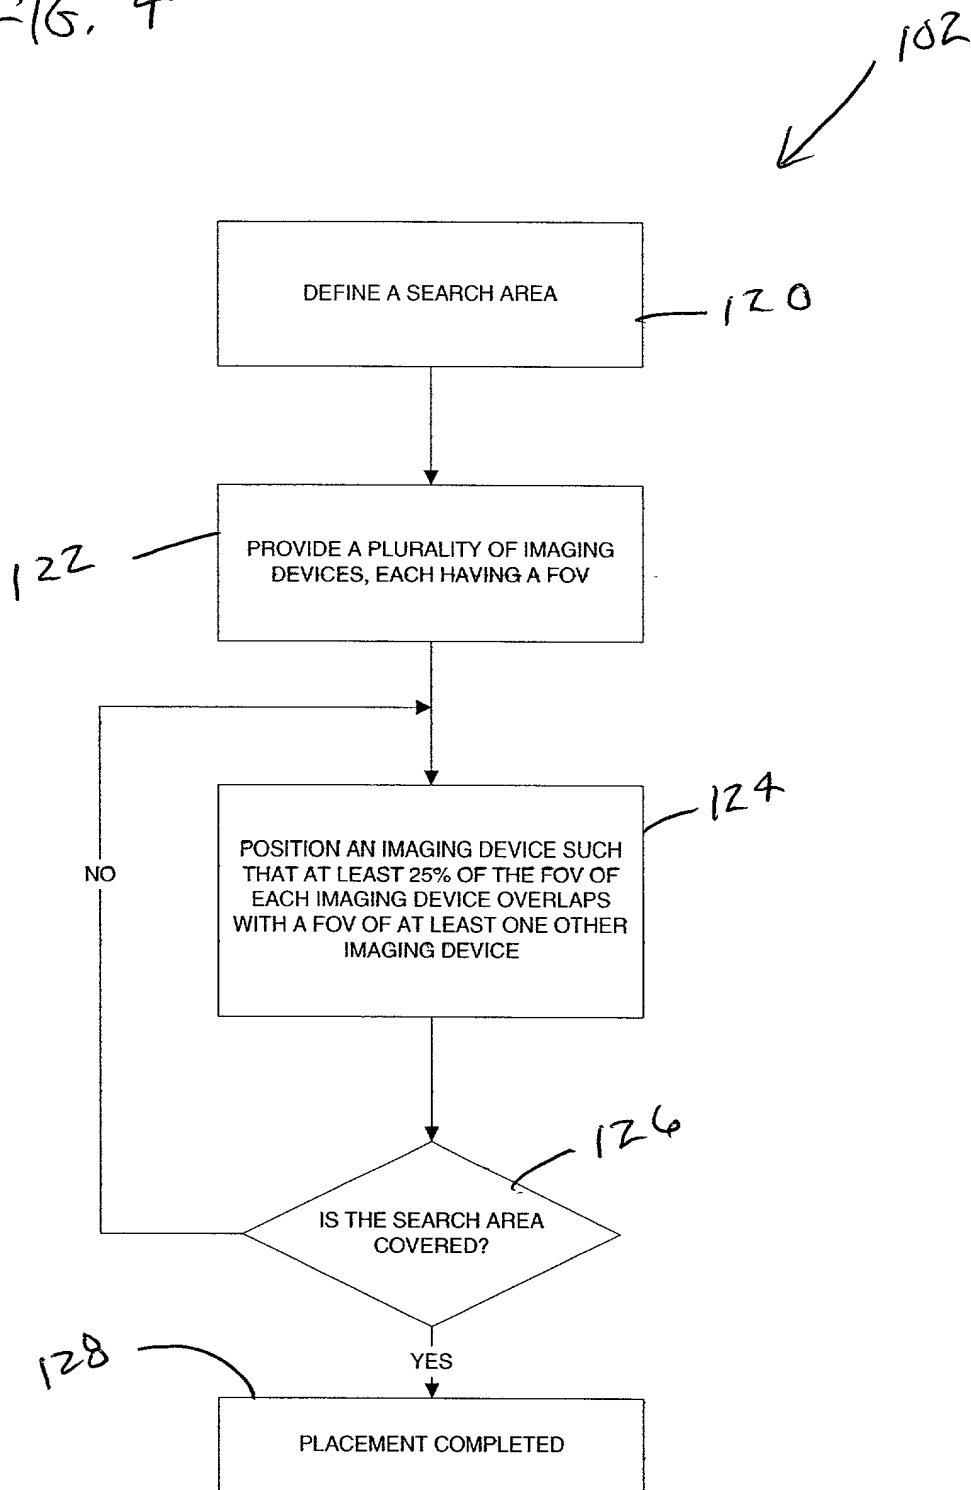 FIG. 4
102
DEFINE A SEARCH AREA
120
122
PROVIDE A PLURALITY OF IMAGING
DEVICES, EACH HAVING A FOV
124
POSITION AN IMAGING DEVICE SUCH
THAT AT LEAST 25% OF THE FOV OF
EACH IMAGING DEVICE OVERLAPS
WITH A FOV OF AT LEAST ONE OTHER
IMAGING DEVICE
NO
126
IS THE SEARCH AREA
COVERED?
YES
128
PLACEMENT COMPLETED